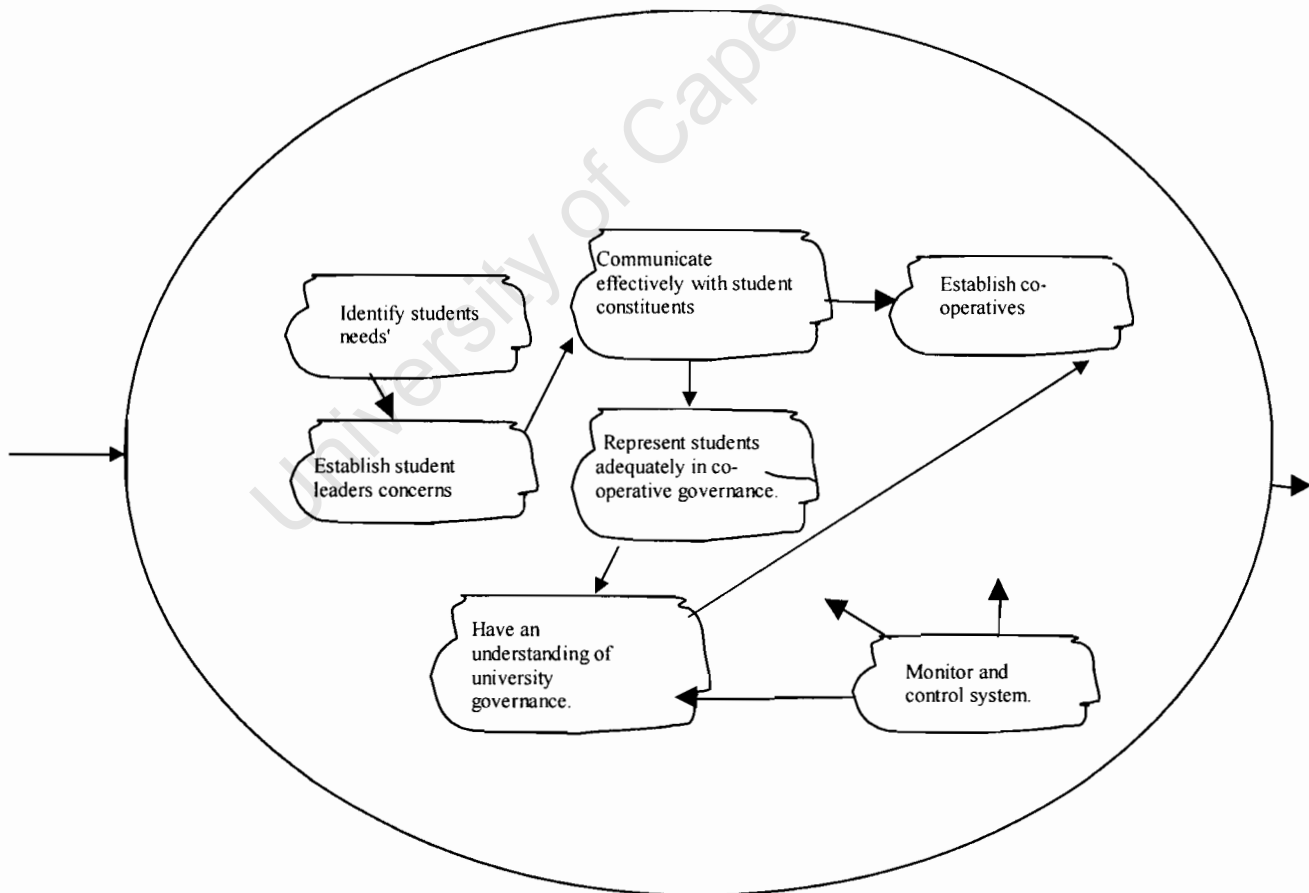 University of Cape
Identify students
needs'
Establish student
leaders concerns
Communicate
effectively with student
constituents
Establish co-
operatives
Represent students
adequately in co-
operative governance.
Have an
understanding of
university
governance.
Monitor and
control system.